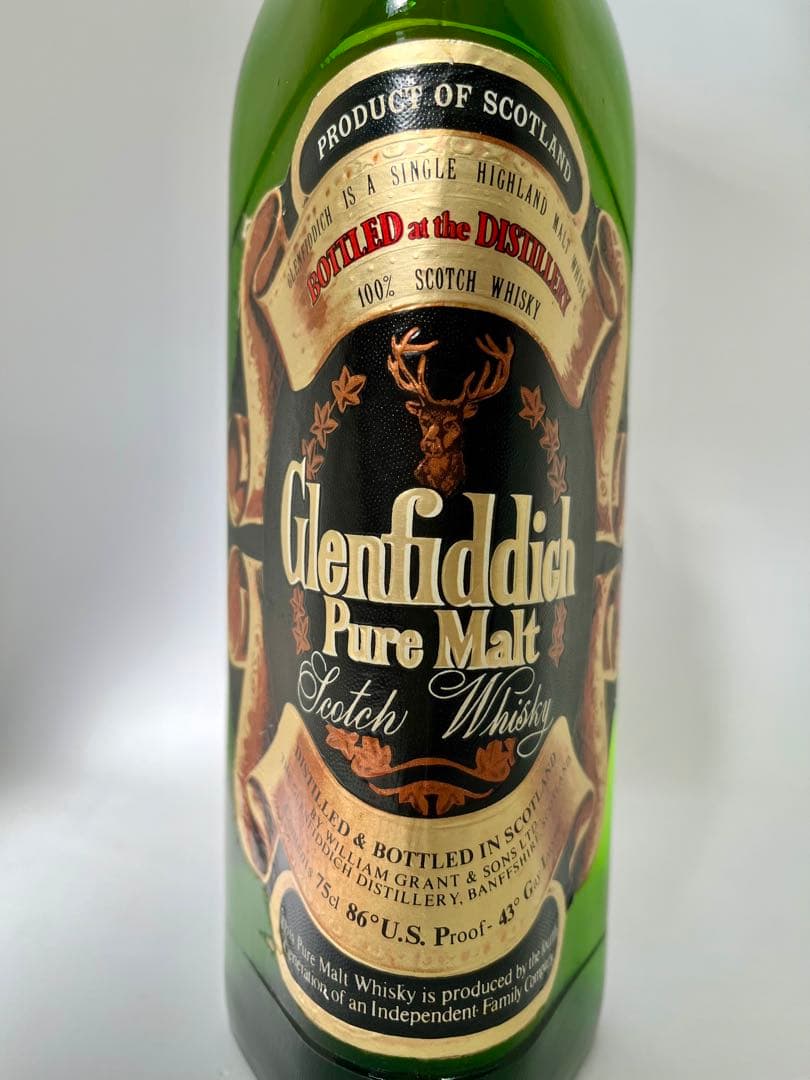 PRODUCT OF SCOTLAND
GLENFIDDICH IS A SINGLE HIGHLAND MALT WHISKY
BOTTLED at the DISTILLERY
100% SCOTCH WHISKY
Glenfiddich
Pure Malt
Scotch Whisky
DISTILLED & BOTTLED IN SCOTLAND
BY WILLIAM GRANT & SONS LTD
DISTILLERY, BANFFSHIRE
75cl 86° U.S. Proof - 43° Gay
Pure Malt Whisky is produced by the
generation of an Independent Family Company